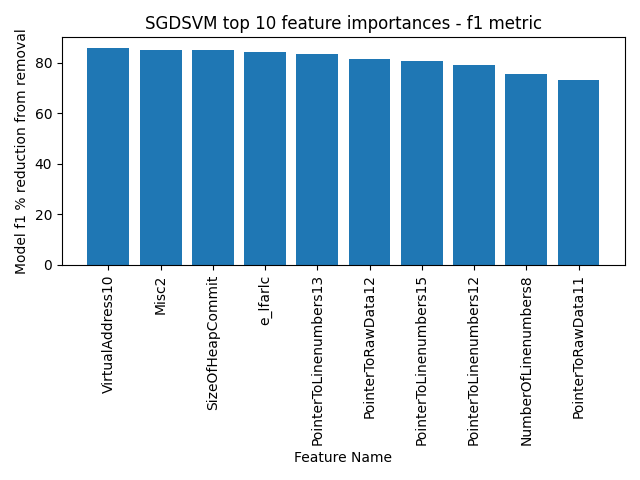 SGDSVM top 10 feature importances - f1 metric
Model f1 % reduction from removal
80
60
40
20
0
VirtualAddress10
Misc2
SizeOfHeapCommit
e_lfarlc
PointerToLinenumbers13
PointerToRawData12
PointerToLinenumbers15
PointerToLinenumbers12
NumberOfLinenumbers8
PointerToRawData11
Feature Name